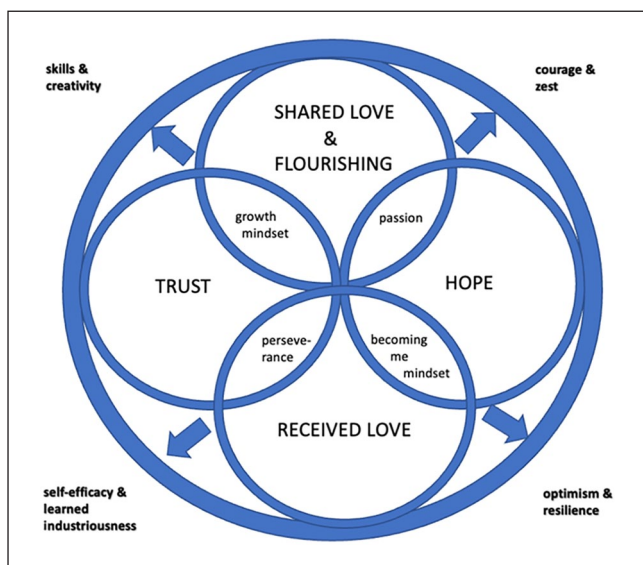 skills &
creativity
courage &
zest
SHARED LOVE
&
FLOURISHING
growth
mindset
passion
TRUST
HOPE
perseve-
rance
becoming
me
mindset
RECEIVED LOVE
self-efficacy &
learned
industriousness
optimism &
resilience